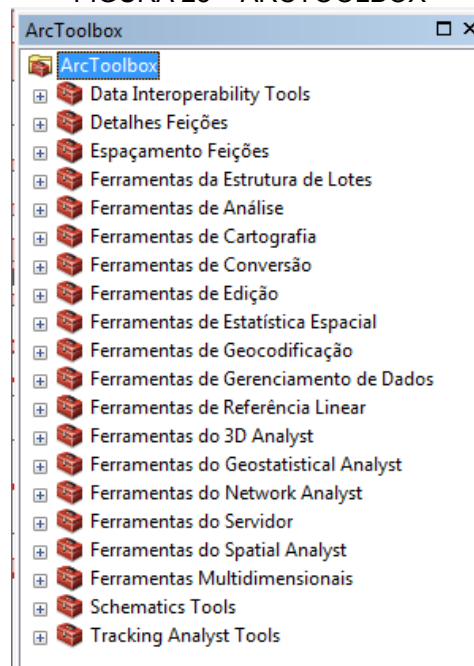 ArcToolbox
ArcToolbox
Data Interoperability Tools
Detalhes Feições
Espaçamento Feições
Ferramentas da Estrutura de Lotes
Ferramentas de Análise
Ferramentas de Cartografia
Ferramentas de Conversão
Ferramentas de Edição
Ferramentas de Estatística Espacial
Ferramentas de Geocodificação
Ferramentas de Gerenciamento de Dados
Ferramentas de Referência Linear
Ferramentas do 3D Analyst
Ferramentas do Geostatistical Analyst
Ferramentas do Network Analyst
Ferramentas do Servidor
Ferramentas do Spatial Analyst
Ferramentas Multidimensionais
Schematics Tools
Tracking Analyst Tools